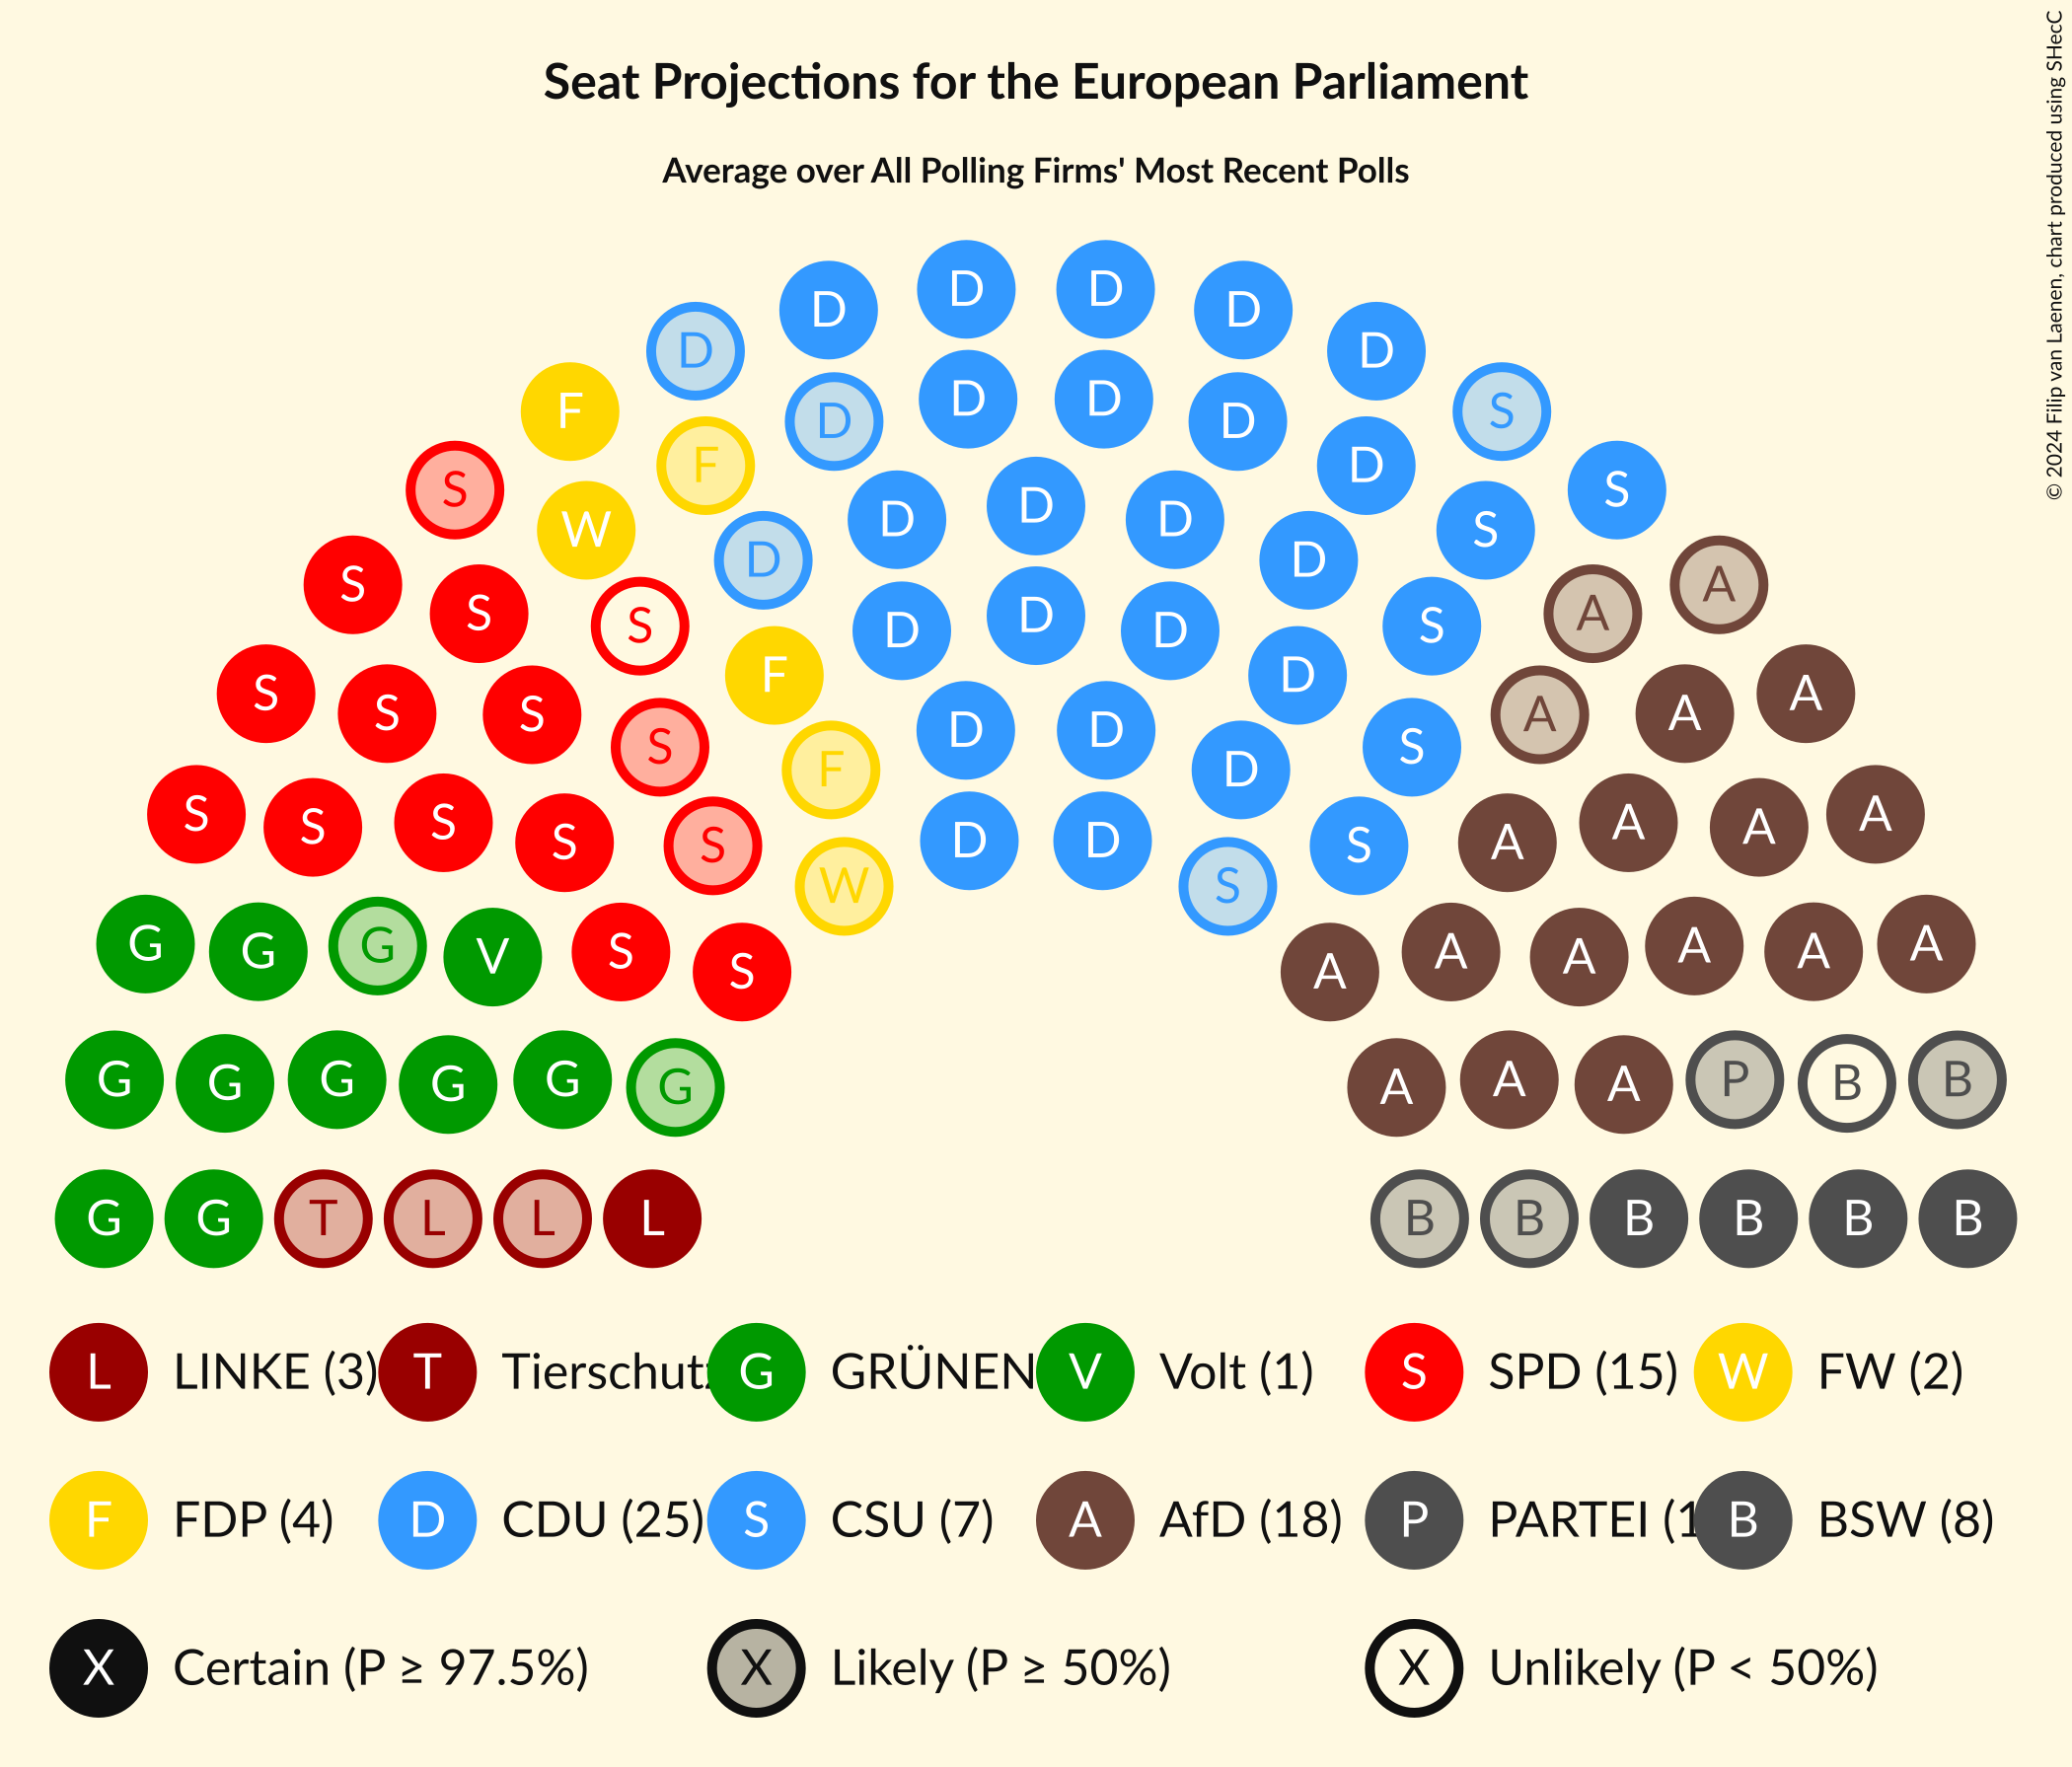 Seat Projections for the European Parliament
Average over All Polling Firms' Most Recent Polls
© 2024 Filip van Laenen, chart produced using SHecC
D D D D
D D
F D D D D S
S F D D S
W D D D S
S S D D A A
S S F D D S
S S S S D D D S A A A
S S S S S F D D S A A A A
W D D S
G G G V S S A A A A A A
G G G G G G A A A P B B
G G T L L L B B B B B B
L LINKE (3) T Tierschutz G GRÜNEN V Volt (1) S SPD (15) W FW (2)
F FDP (4) D CDU (25) S CSU (7) A AfD (18) P PARTEI (1 B BSW (8)
X Certain (P ≥ 97.5%) X Likely (P ≥ 50%) X Unlikely (P < 50%)